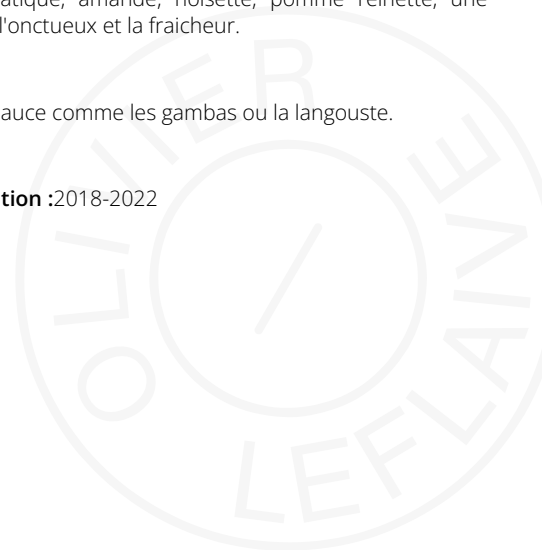 atique, amande, noisette, pomme reinette, une
l'onctueux et la fraicheur.
auce comme les gambas ou la langouste.
tion :2018-2022
OLIVIER
LEFLAIVE